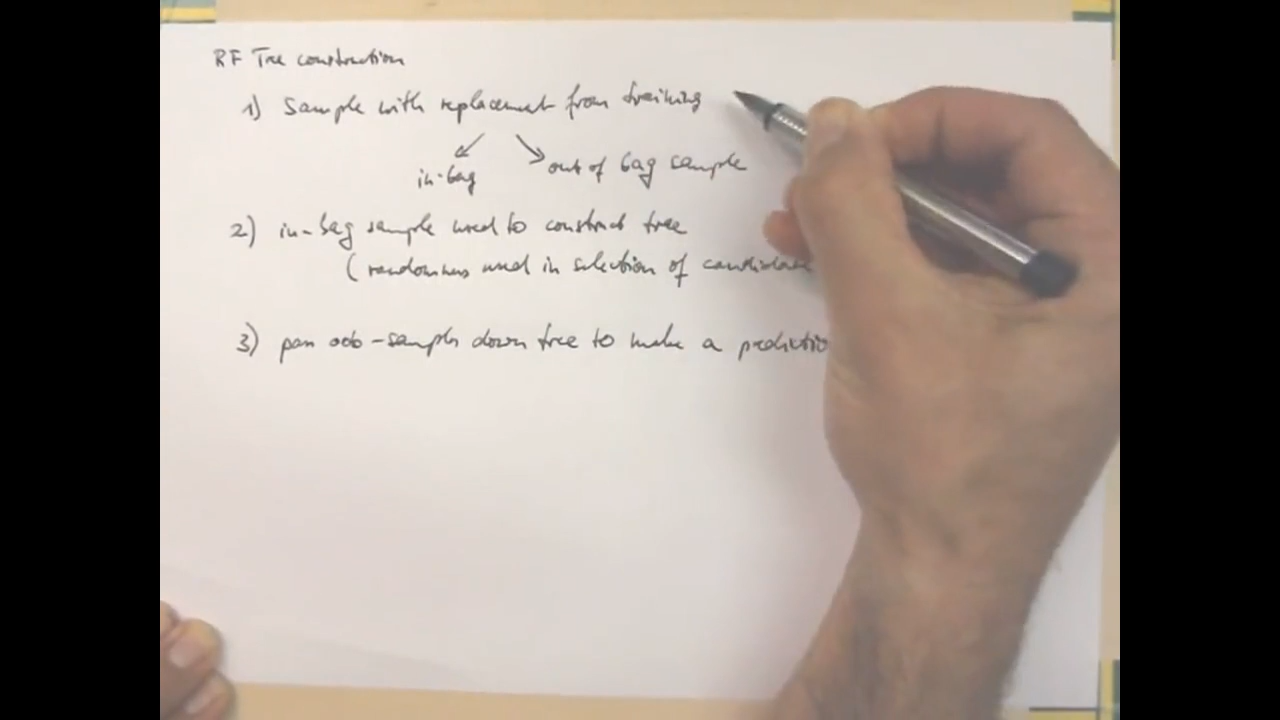 RF Tree construction
1) Sample with replacement from training
in-bag
out of bag sample
2) in-bag sample used to construct tree
(randomness used in selection of candidate
3) pass oob-sample down tree to make a predictio